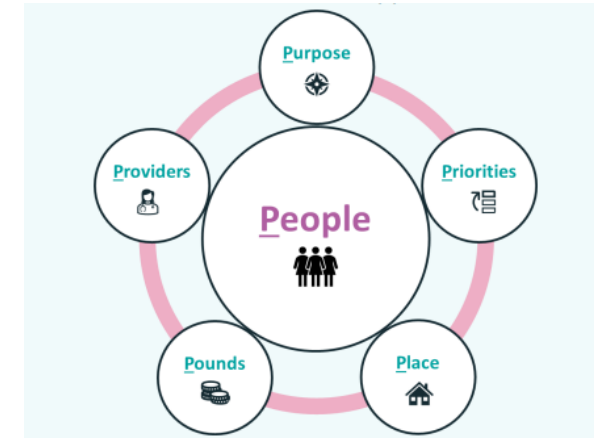 Purpose
Providers
Priorities
People
Pounds
Place